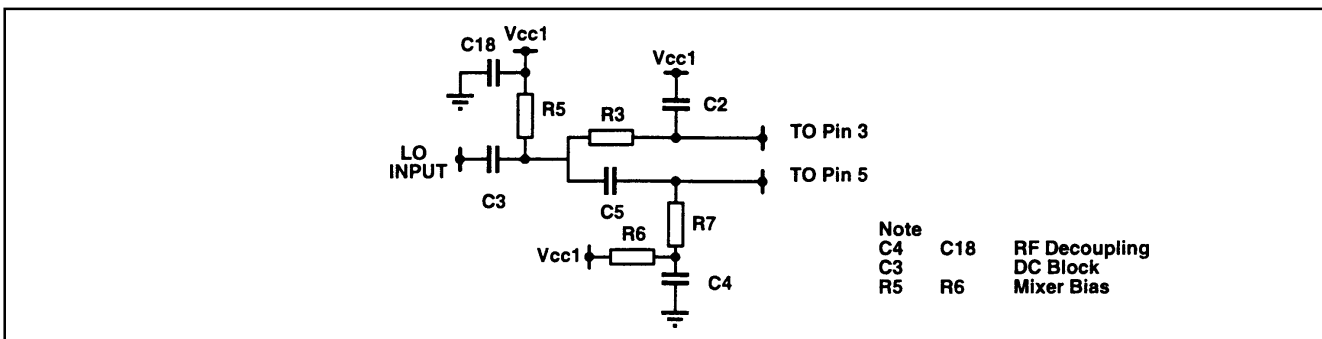 Vcc1
C18
Vcc1
R5
R3
C2
TO Pin 3
LO
INPUT
TO Pin 5
C3
C5
R7
R6
Vcc1
C4
Note
C4 C18 RF Decoupling
C3 DC Block
R5 R6 Mixer Bias